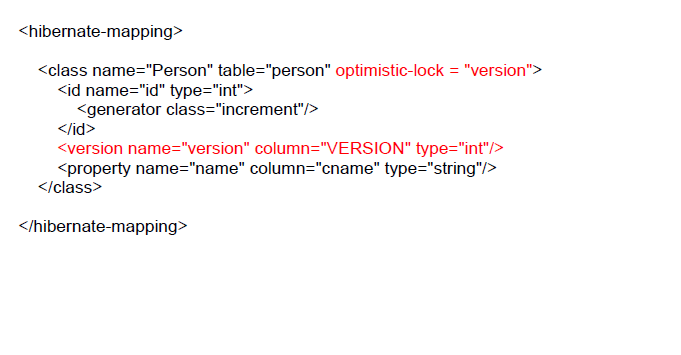 <hibernate-mapping>
<class name="Person" table="person" optimistic-lock = "version">
<id name="id" type="int">
<generator class="increment"/>
</id>
<version name="version" column="VERSION" type="int"/>
<property name="name" column="cname" type="string"/>
</class>
</hibernate-mapping>